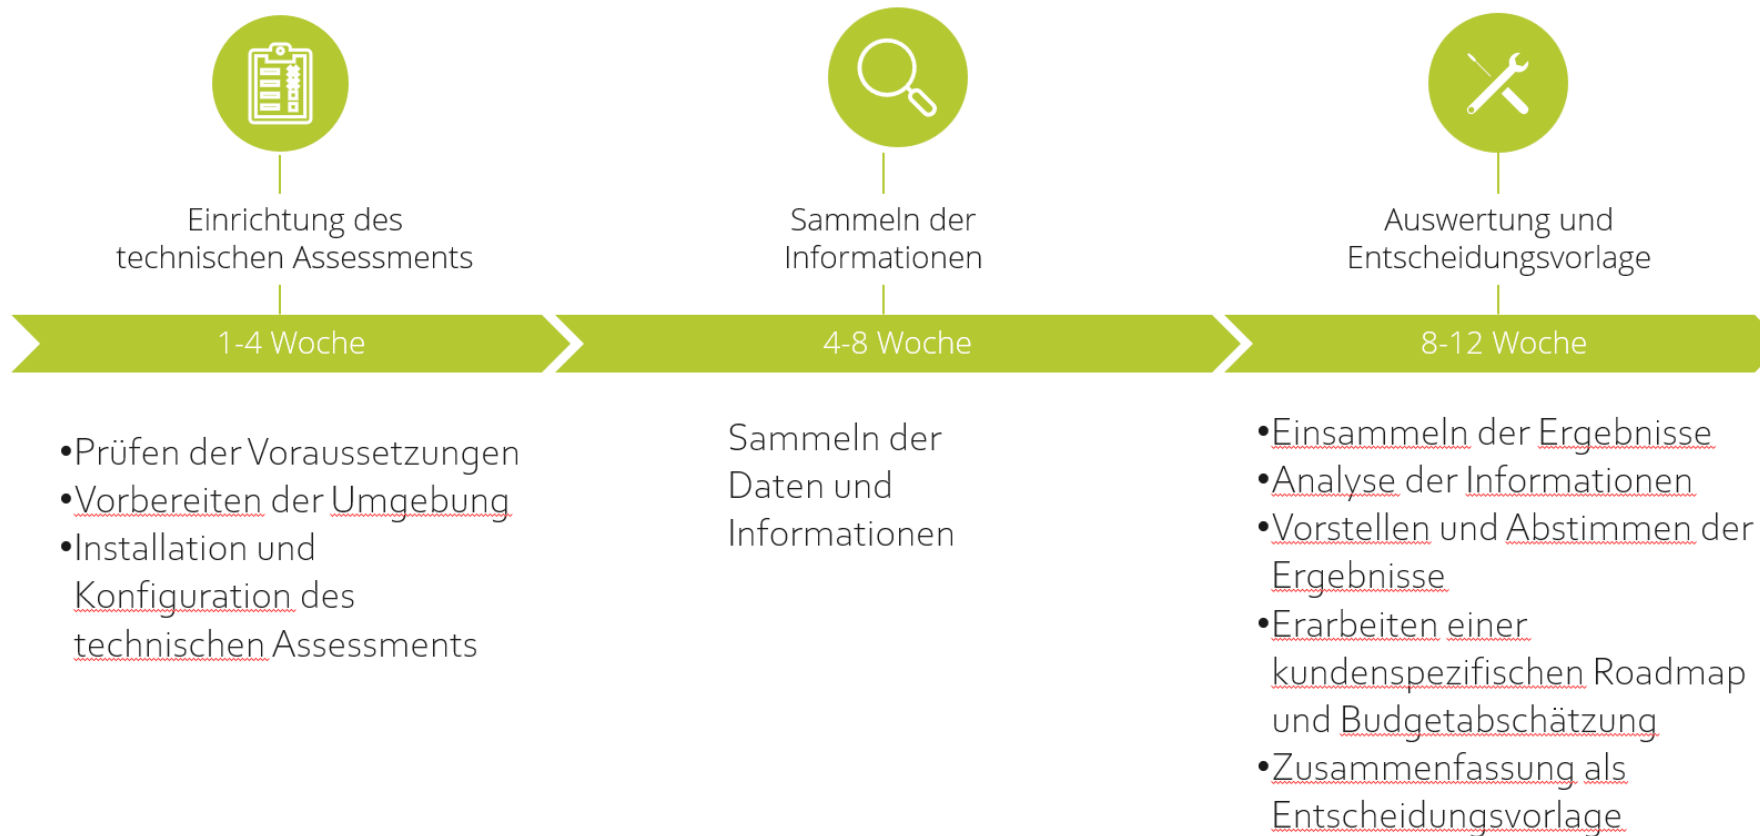 Einrichtung des
technischen Assessments
Sammeln der
Informationen
Auswertung und
Entscheidungsvorlage
1-4 Woche
4-8 Woche
8-12 Woche
•Prüfen der Voraussetzungen
•Vorbereiten der Umgebung
•Installation und
Konfiguration des
technischen Assessments
Sammeln der
Daten und
Informationen
•Einsammeln der Ergebnisse
•Analyse der Informationen
•Vorstellen und Abstimmen der
Ergebnisse
•Erarbeiten einer
kundenspezifischen Roadmap
und Budgetabschätzung
•Zusammenfassung als
Entscheidungsvorlage